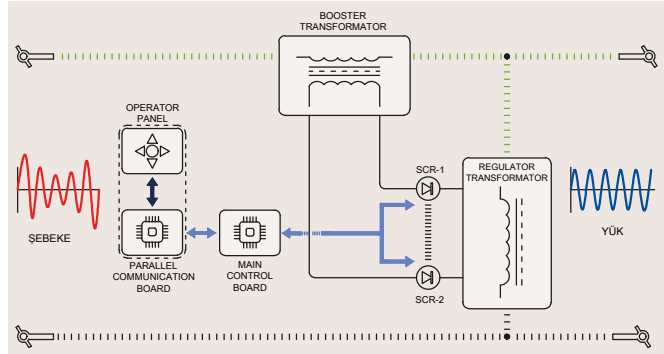 BOOSTER
TRANSFORMATOR
OPERATOR
PANEL
SCR-1
REGULATOR
TRANSFORMATOR
ŞEBEKE
YÜK
PARALLEL
COMMUNICATION
BOARD
MAIN
CONTROL
BOARD
SCR-2